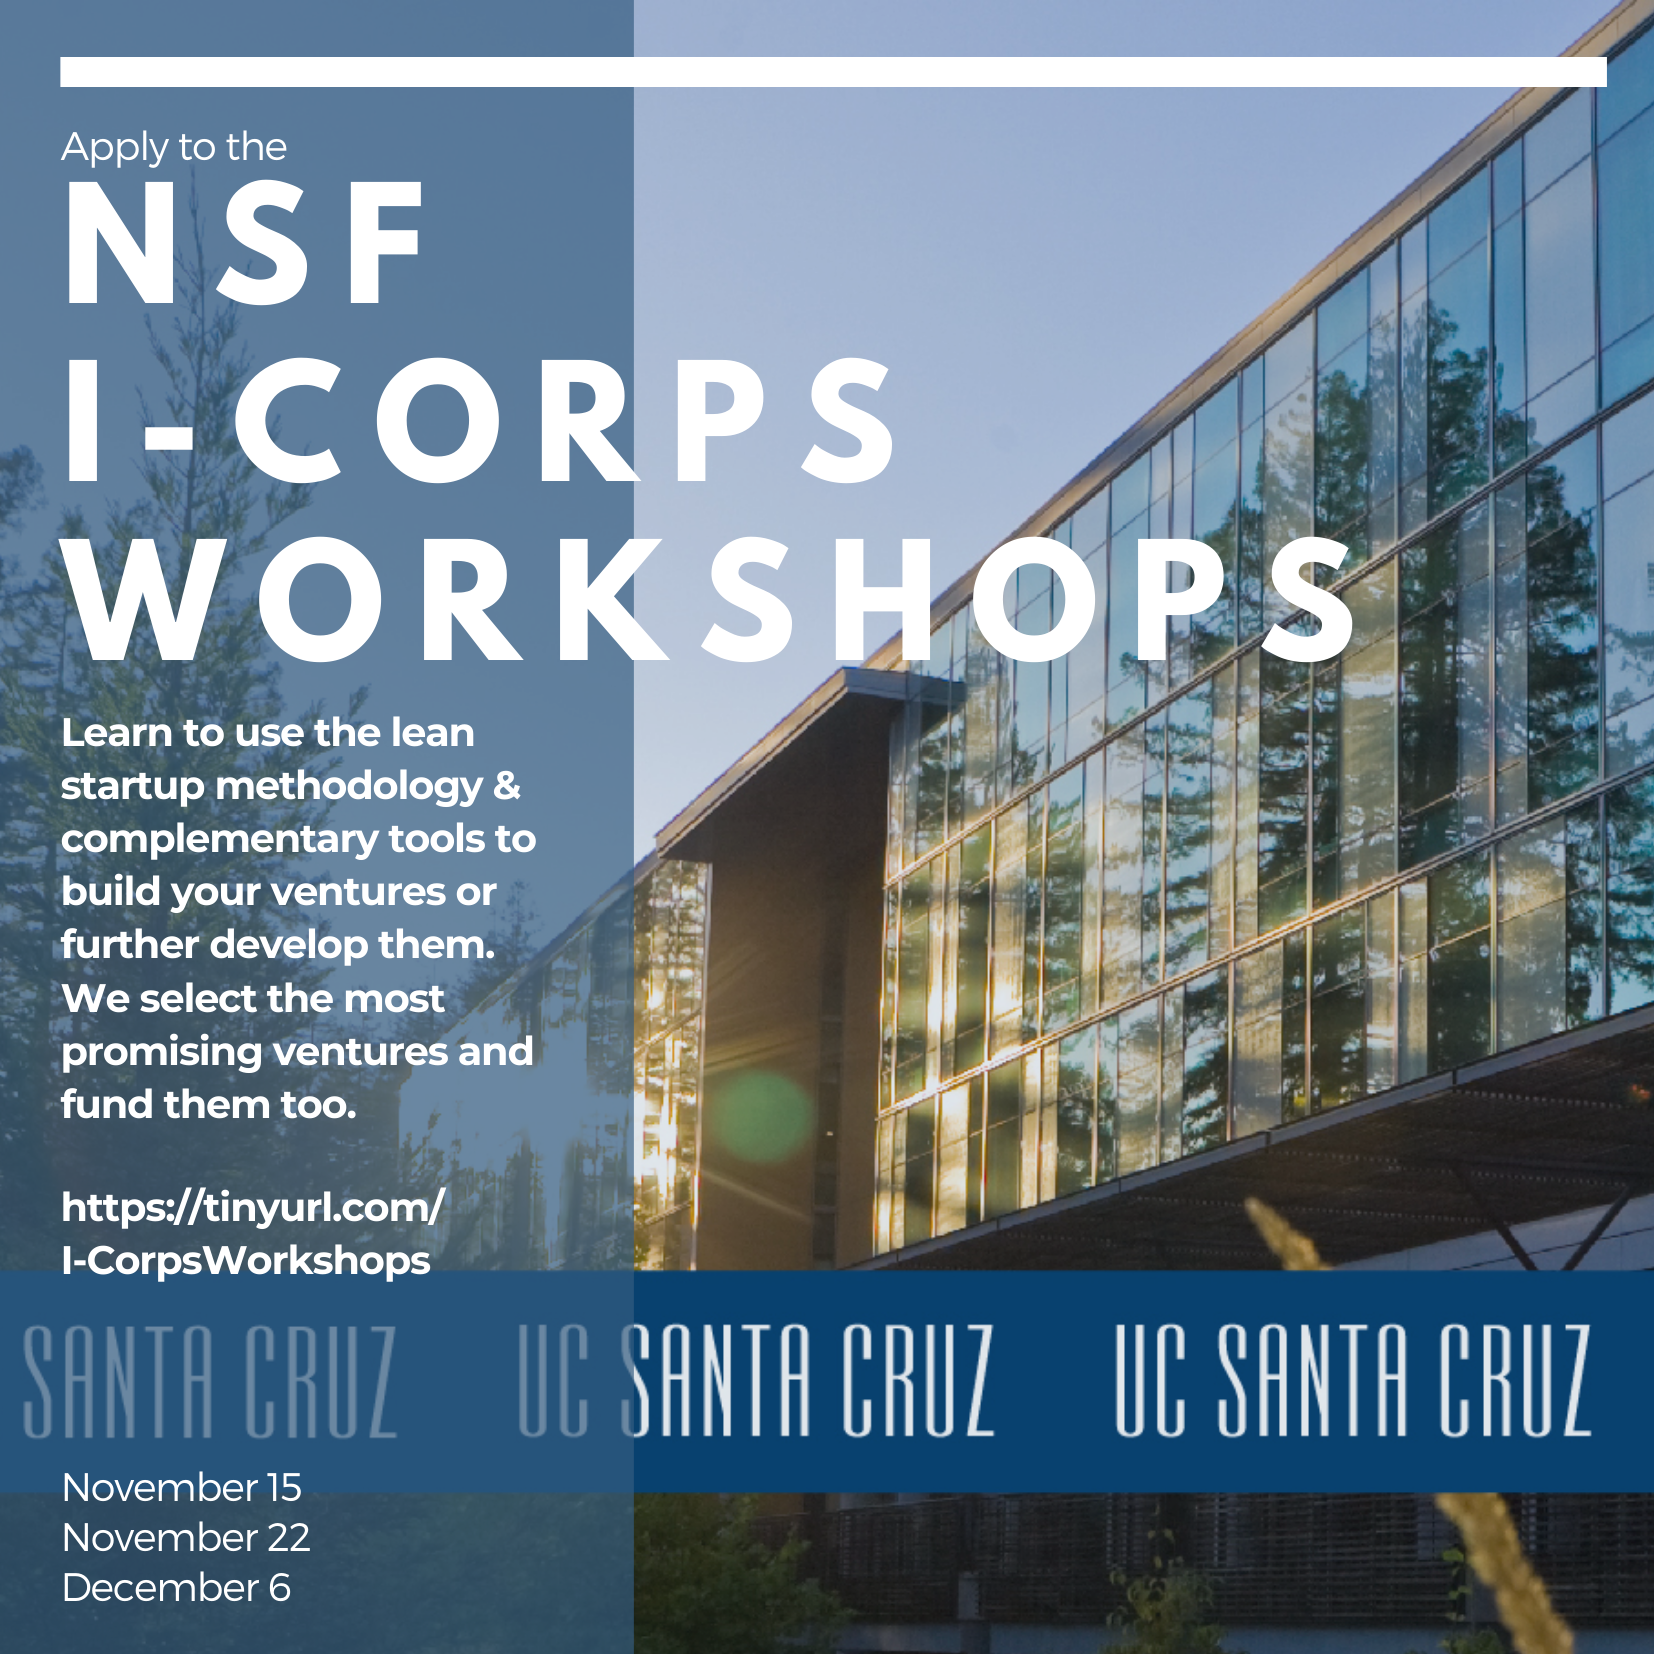 Apply to the
NSF
I-CORPS
WORKSHOPS
Learn to use the lean
startup methodology &
complementary tools to
build your ventures or
further develop them.
We select the most
promising ventures and
fund them too.
https://tinyurl.com/
I-CorpsWorkshops
SANTA CRUZ UC SANTA CRUZ UC SANTA CRUZ
November 15
November 22
December 6